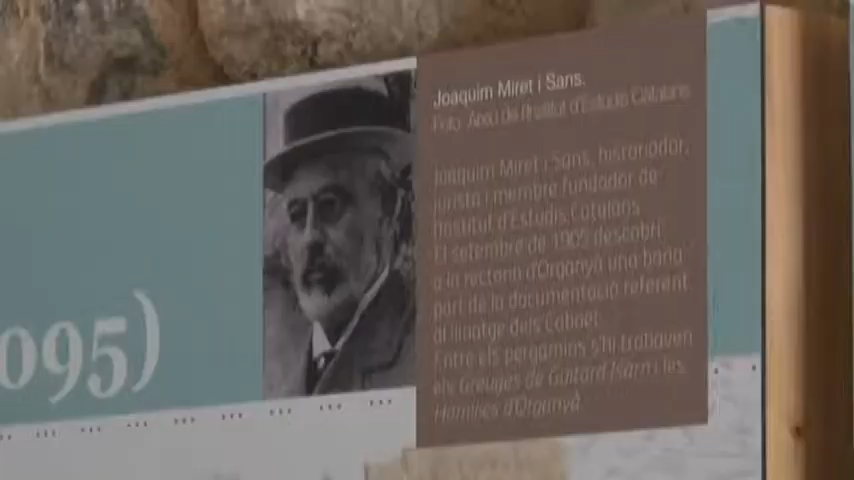 095)
Joaquim Miret i Sans.
Foto: Arxiu de l'Institut d'Estudis Catalans
Joaquim Miret i Sans, historiador,
jurista i membre fundador de
l'Institut d'Estudis Catalans.
El setembre de 1905 descobrí
a la rectoria d'Organyà una bona
part de la documentació referent
al llinatge dels Caboet.
Entre els pergamins s'hi trobaven
els Greuges de Guitard Isarn i les
Homilies d'Organyà.